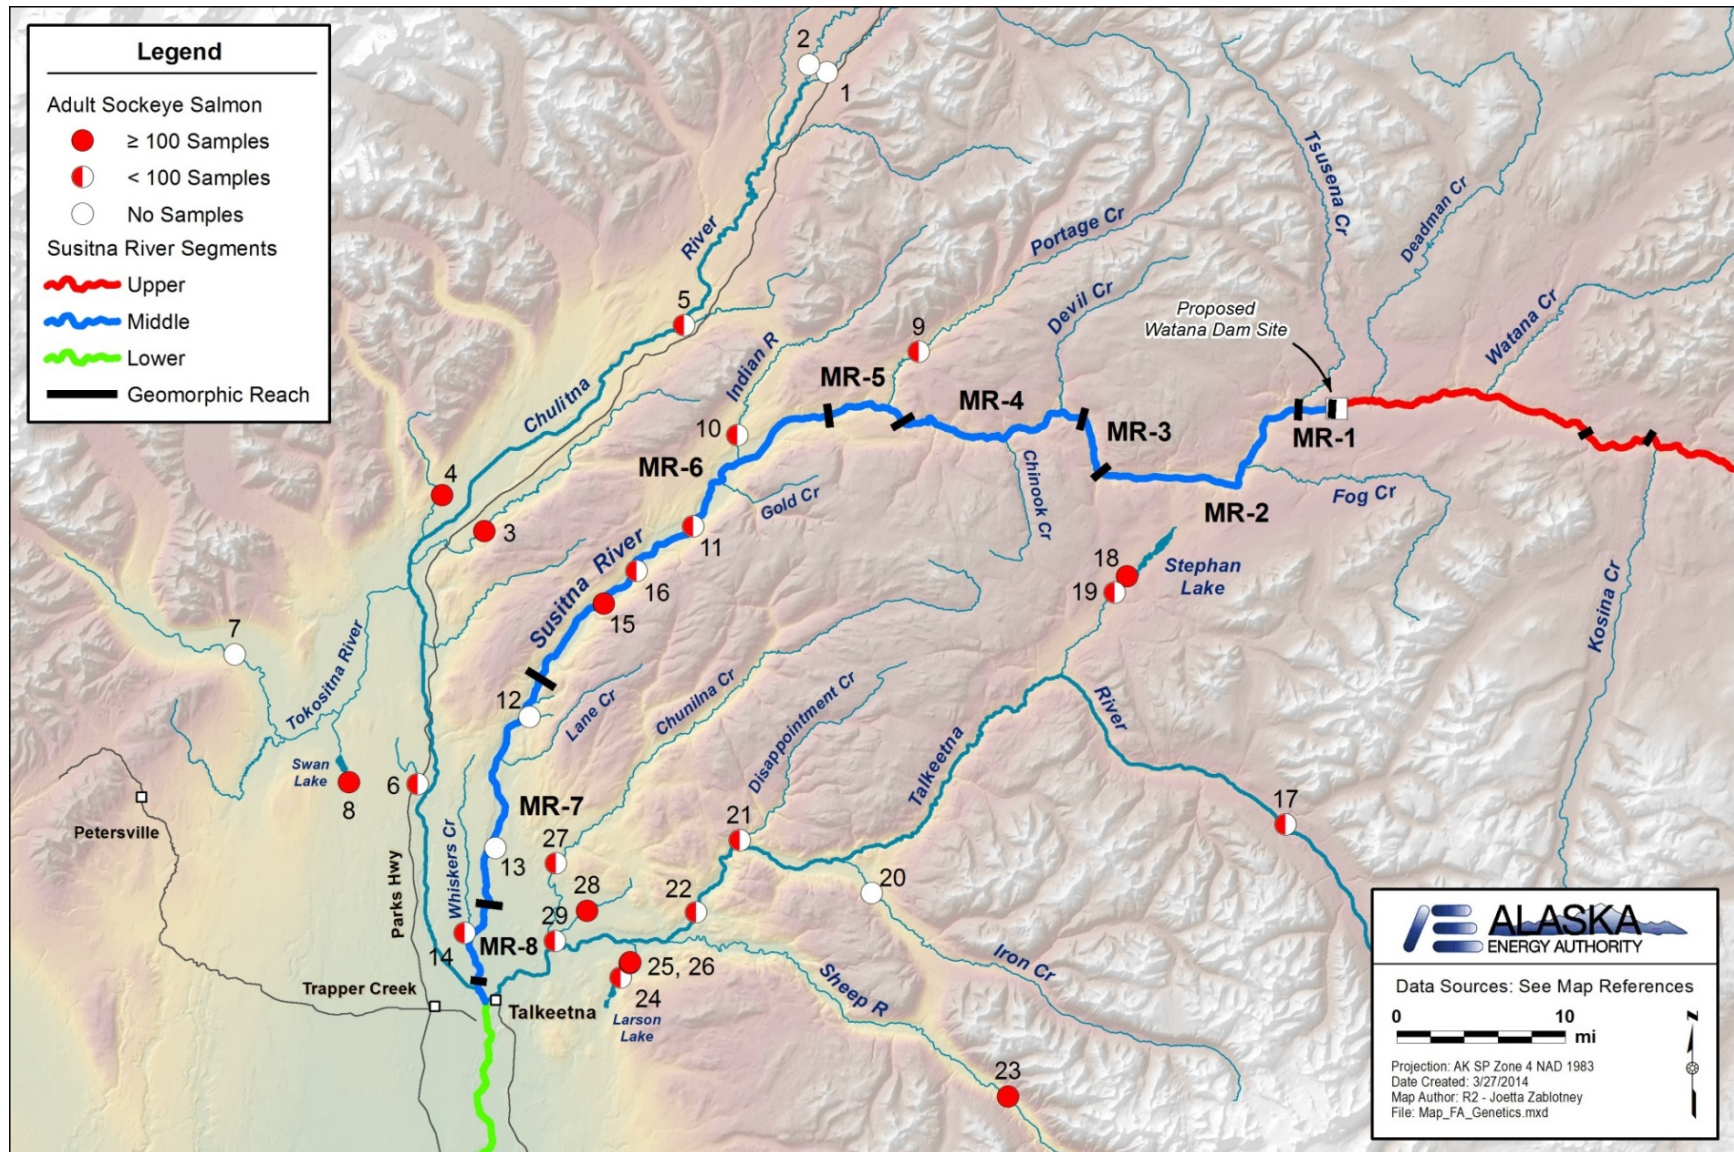 Legend
Adult Sockeye Salmon
≥ 100 Samples
< 100 Samples
No Samples
Susitna River Segments
Upper
Middle
Lower
Geomorphic Reach
2
1
Tsusena Cr
Deadman Cr
River
Portage Cr
5
Devil Cr
Proposed
Watana Dam Site
Watana Cr
9
Indian R
Chulitna
MR-5
MR-4
MR-3
MR-1
10
MR-6
4
Gold Cr
Chinook Cr
Fog Cr
MR-2
3
11
Susitna River
16
15
18
19
Stephan
Lake
Kosina Cr
7
Tokositna River
12
Lane Cr
Chunilna Cr
Disappointment Cr
River
Talkeetna
Swan
Lake
8
6
MR-7
17
Petersville
21
27
13
Whiskers Cr
Parks Hwy
20
28
22
29
MR-8
14
25, 26
24
Larson
Lake
Sheep R
Iron Cr
Trapper Creek
Talkeetna
23
ALASKA
ENERGY AUTHORITY
Data Sources: See Map References
0 10
mi
N
Projection: AK SP Zone 4 NAD 1983
Date Created: 3/27/2014
Map Author: R2 - Joetta Zablotney
File: Map_FA_Genetics.mxd